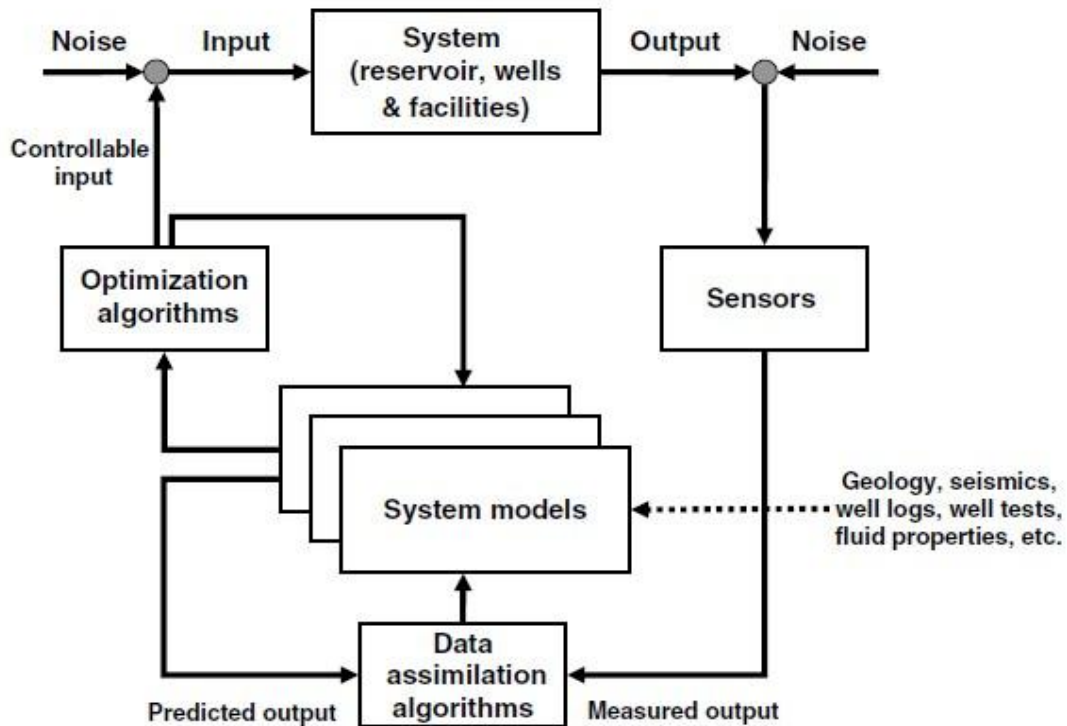 Noise
Input
System
(reservoir, wells
& facilities)
Output
Noise
Controllable
input
Optimization
algorithms
Sensors
System models
Geology, seismics,
well logs, well tests,
fluid properties, etc.
Data
assimilation
algorithms
Predicted output
Measured output